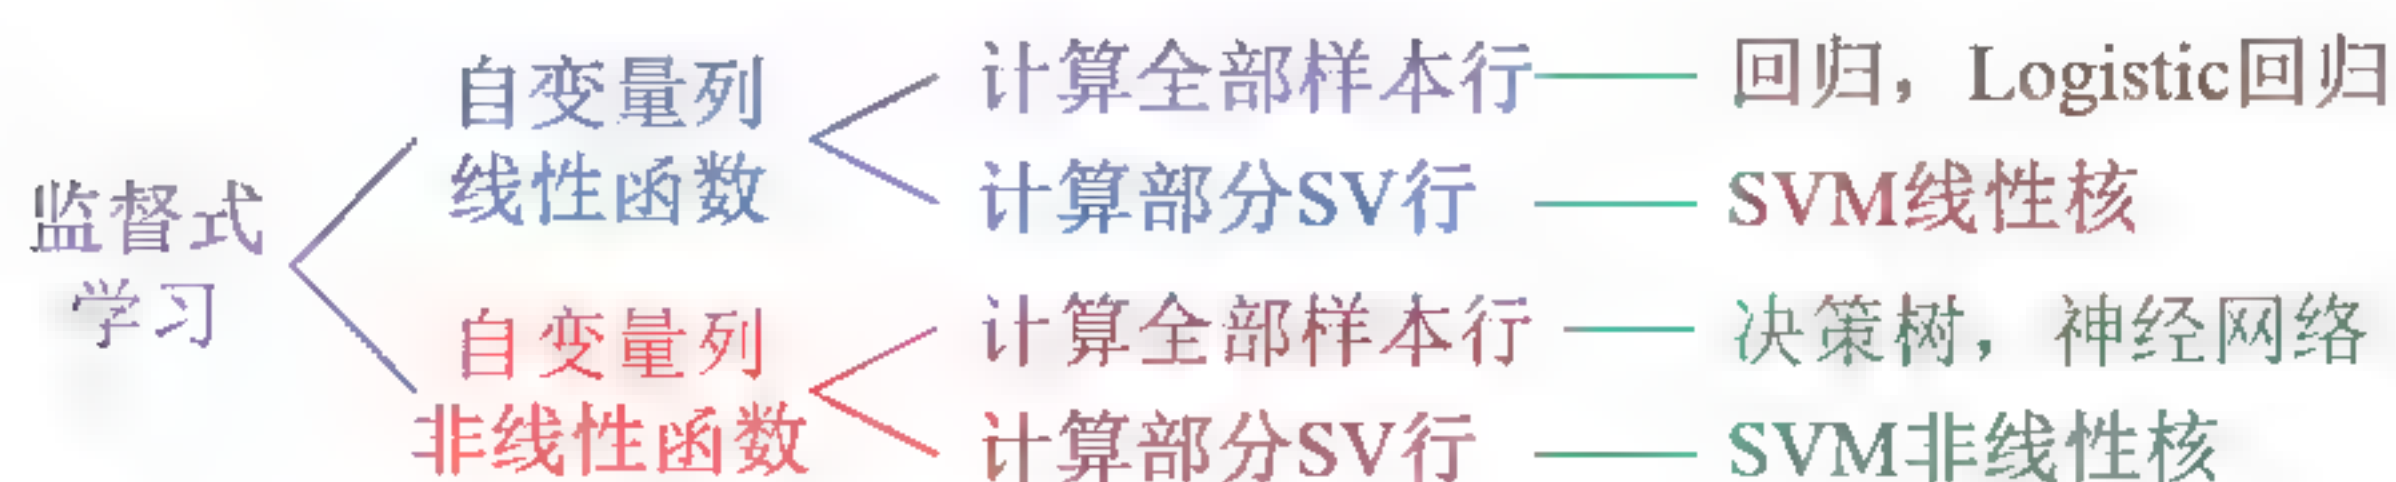 监督式
学习
自变量列
线性函数
计算全部样本行
回归，Logistic回归
计算部分SV行
SVM线性核
自变量列
非线性函数
计算全部样本行
决策树，神经网络
计算部分SV行
SVM非线性核